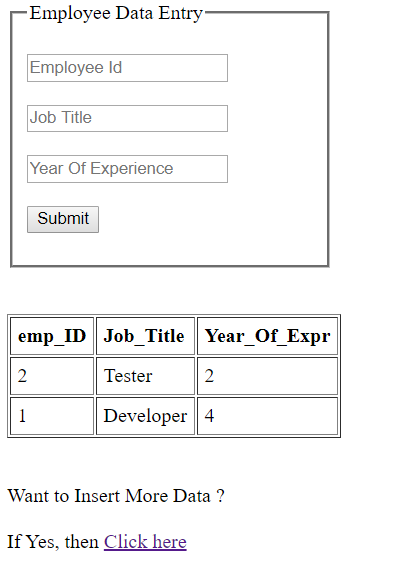 Employee Data Entry
Employee Id
Job Title
Year Of Experience
Submit
emp_ID Job_Title Year_Of_Expr
2 Tester 2
1 Developer 4
Want to Insert More Data ?
If Yes, then Click here